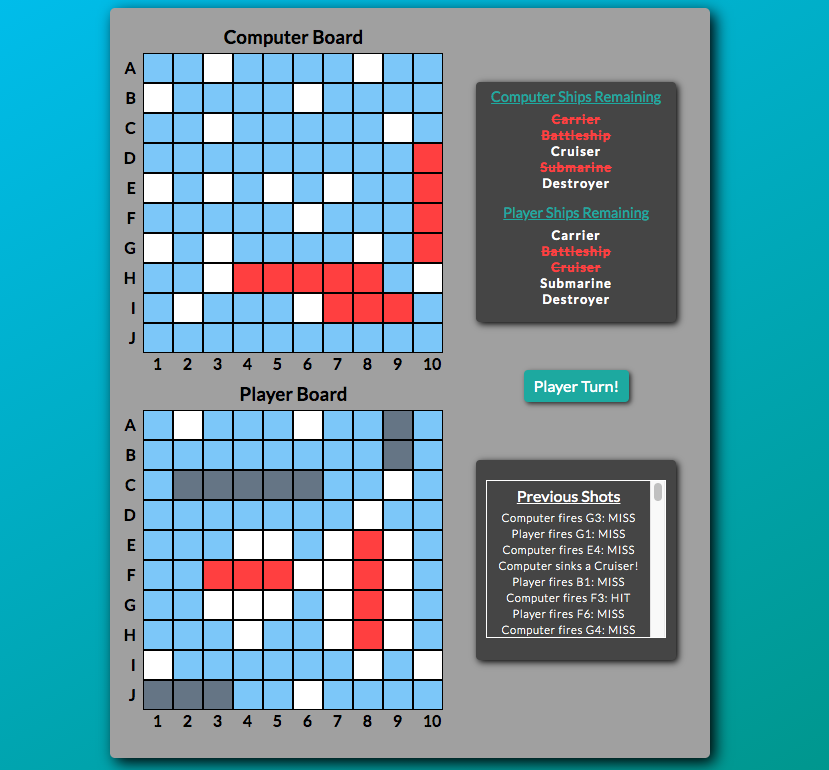 Computer Board
A
B
C
D
E
F
G
H
I
J
1 2 3 4 5 6 7 8 9 10
Player Board
A
B
C
D
E
F
G
H
I
J
1 2 3 4 5 6 7 8 9 10
Computer Ships Remaining
Carrier
Battleship
Cruiser
Submarine
Destroyer
Player Ships Remaining
Carrier
Battleship
Cruiser
Submarine
Destroyer
Player Turn!
Previous Shots
Computer fires G3: MISS
Player fires G1: MISS
Computer fires E4: MISS
Computer sinks a Cruiser!
Player fires B1: MISS
Computer fires F3: HIT
Player fires F6: MISS
Computer fires G4: MISS